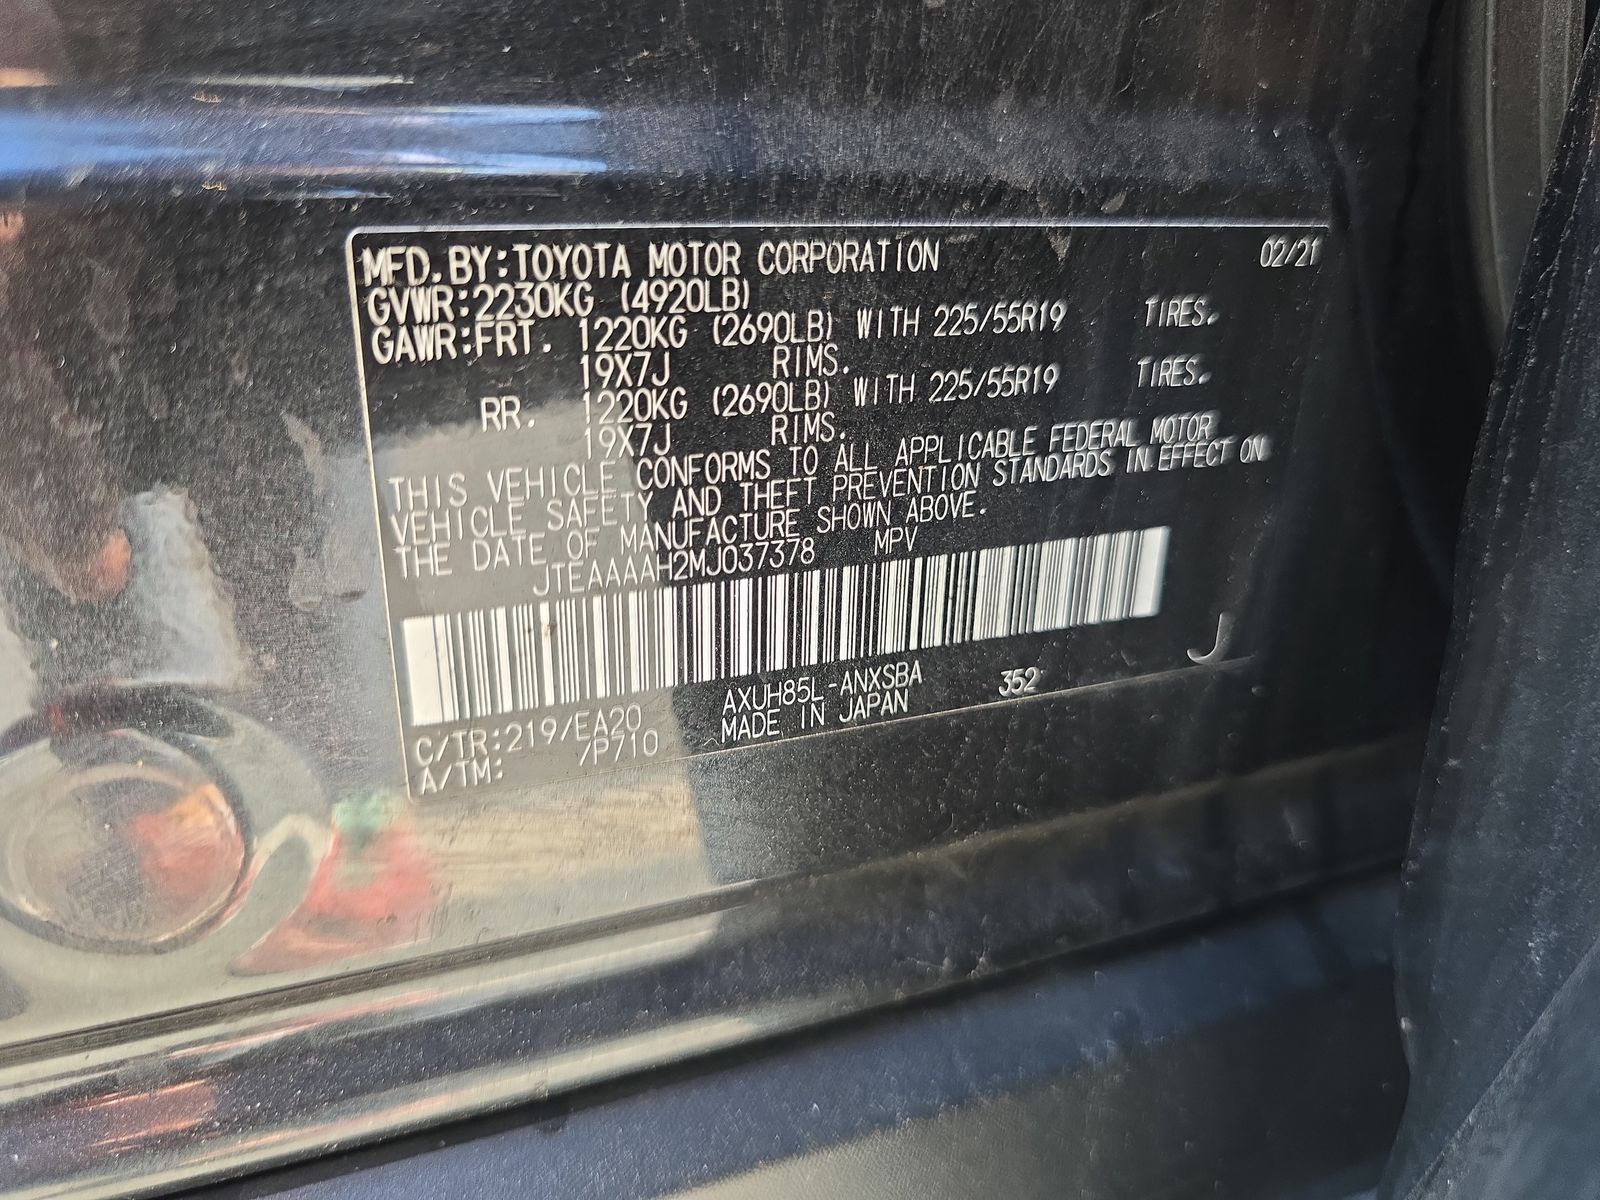 MFD.BY:TOYOTA MOTOR CORPORATION 02/21
GVWR:2230KG (4920LB)
GAWR:FRT. 1220KG (2690LB) WITH 225/55R19 TIRES.
19X7J RIMS.
RR. 1220KG (2690LB) WITH 225/55R19 TIRES.
19X7J RIMS.
THIS VEHICLE CONFORMS TO ALL APPLICABLE FEDERAL MOTOR
VEHICLE SAFETY AND THEFT PREVENTION STANDARDS IN EFFECT ON
THE DATE OF MANUFACTURE SHOWN ABOVE.
JTEAAAAH2MJ037378 MPV
C/TR:219/EA20 AXUH85L-ANXSBA 352 J
A/TM: /P710 MADE IN JAPAN